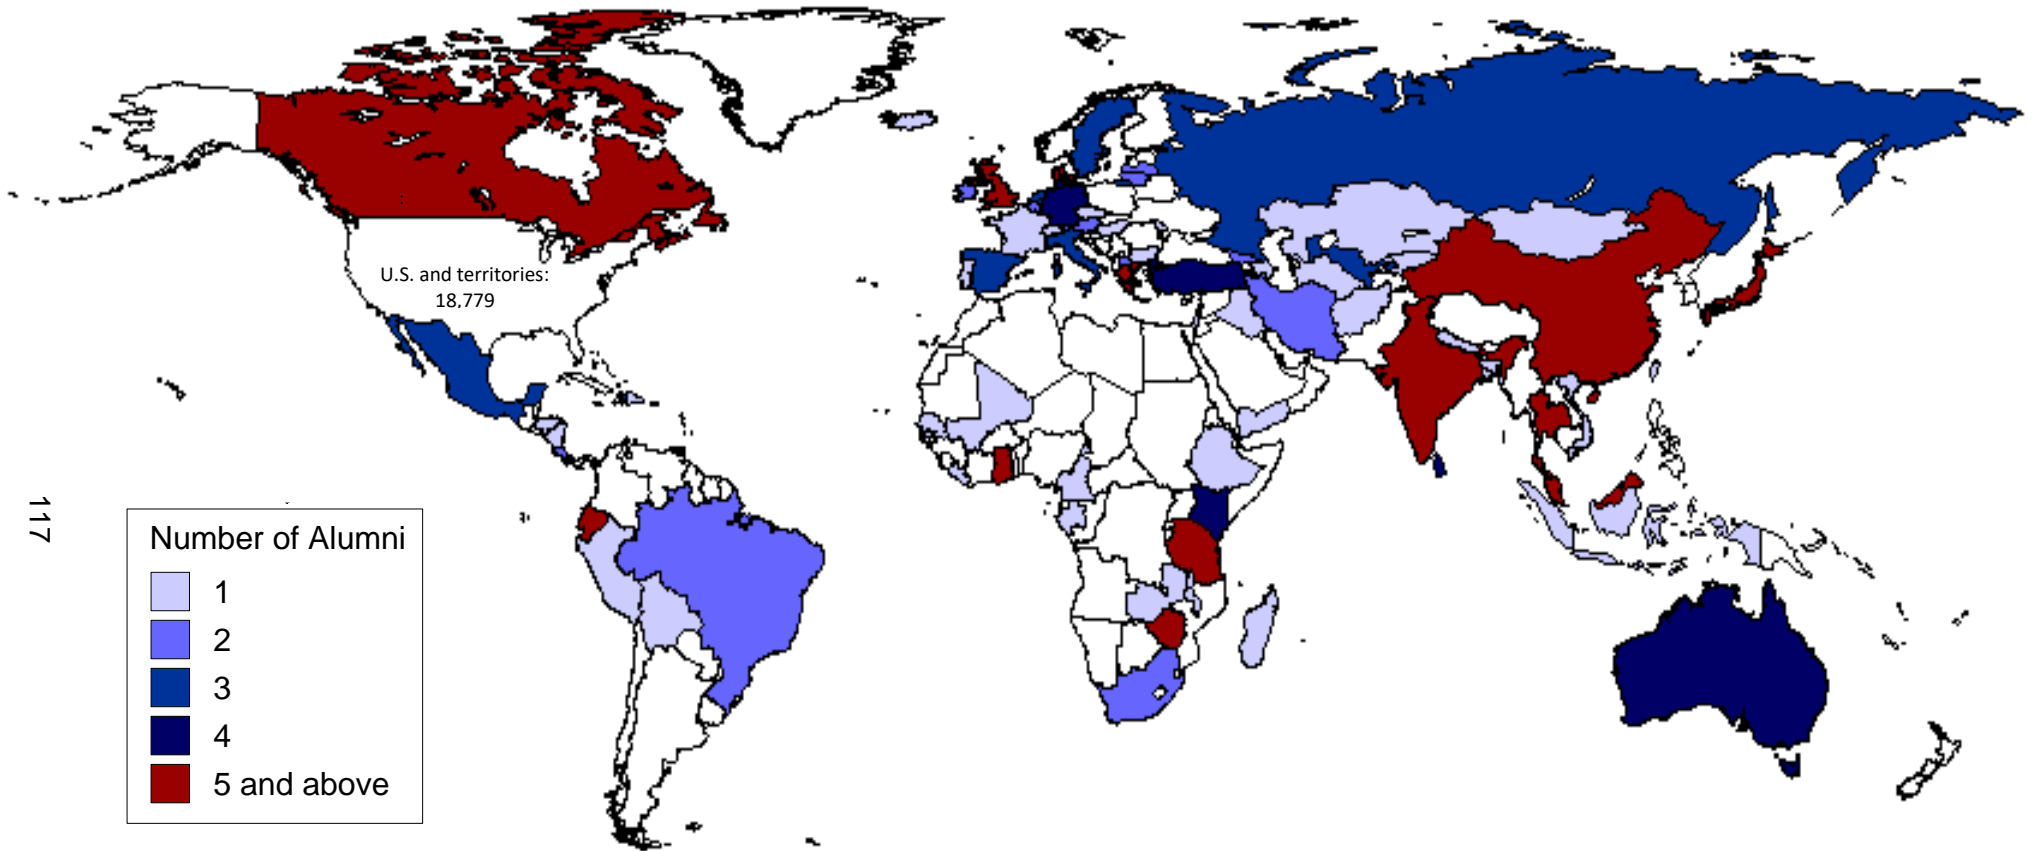 U.S. and territories:
18,779
117
Number of Alumni
1
2
3
4
5 and above